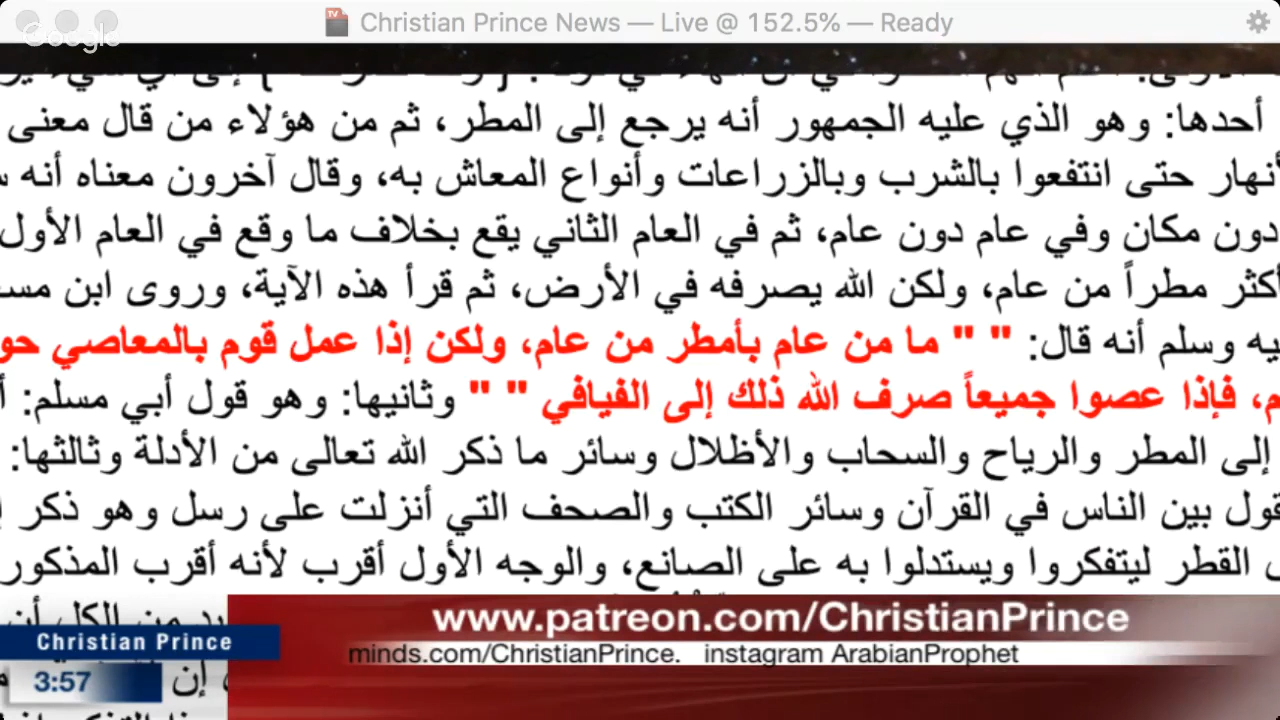 Christian Prince News — Live @ 152.5% — Ready
Google
أحدها: وهو الذي عليه الجمهور أنه يرجع إلى المطر، ثم من هؤلاء من قال معنى
أنهار حتى انتفعوا بالشرب وبالزراعات وأنواع المعاش به، وقال آخرون معناه أنه
دون مكان وفي عام دون عام، ثم في العام الثاني يقع بخلاف ما وقع في العام الأول
أكثر مطراً من عام، ولكن الله يصرفه في الأرض، ثم قرأ هذه الآية، وروى ابن مسع
يه وسلم أنه قال: " " ما من عام بأمطر من عام، ولكن إذا عمل قوم بالمعاصي حو
م، فإذا عصوا جميعاً صرف الله ذلك إلى الفيافي " " وثانيها: وهو قول أبي مسلم:
إلى المطر والرياح والسحاب والأظلال وسائر ما ذكر الله تعالى من الأدلة وثالثها:
قول بين الناس في القرآن وسائر الكتب والصحف التي أنزلت على رسل وهو ذكر
القطر ليتفكروا ويستدلوا به على الصانع، والوجه الأول أقرب لأنه أقرب المذكور
من الكل أن
إن
www.patreon.com/ChristianPrince
Christian Prince
minds.com/ChristianPrince. instagram ArabianProphet
3:57